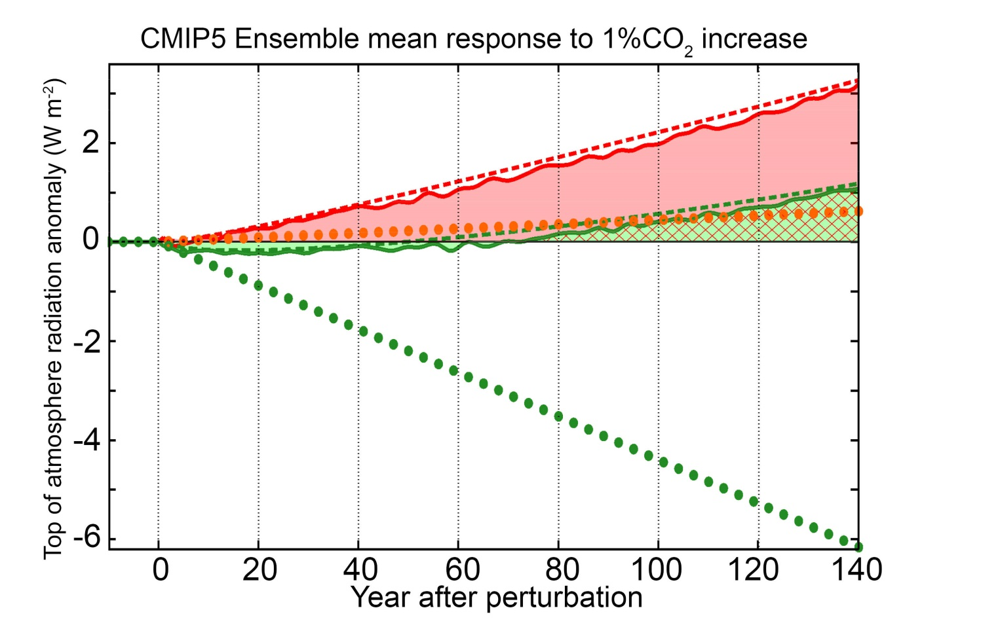 CMIP5 Ensemble mean response to 1%CO₂ increase
Top of atmosphere radiation anomaly (W m⁻²)
2
0
-2
-4
-6
0 20 40 60 80 100 120 140
Year after perturbation